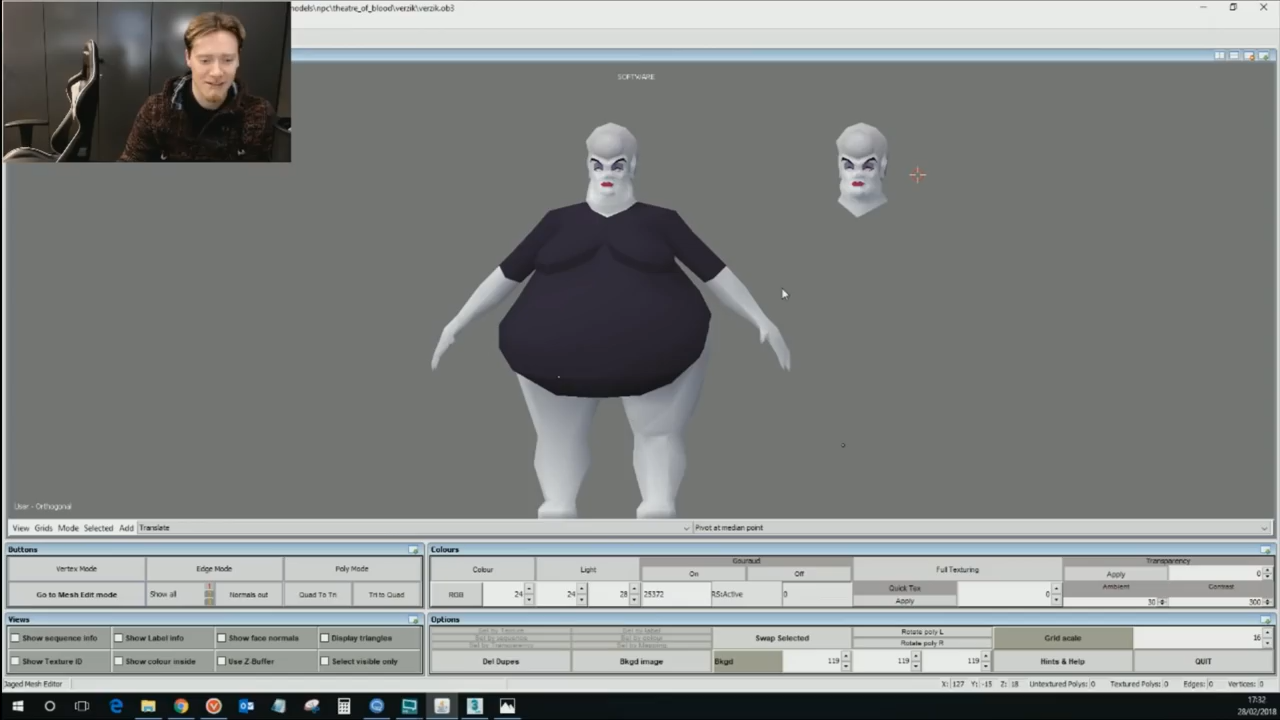 nodels\npc\theatre_of_blood\verzik\verzik.ob3
SOFTWARE
User - Orthogonal
View Grids Mode Selected Add Translate Pivot at median point
Buttons
Vertex Mode Edge Mode Poly Mode
Go to Mesh Edit mode Show all Normals out Quad To Tri Tri to Quad
Colours
Colour Light Gouraud Full Texturing Transparency
On Off Apply 0
RGB 24 24 28 25372 RS:Active 0 Quick Tex Apply 0 Ambient 30 Contrast 300
Views
Show sequence info Show Label info Show face normals Display triangles
Show Texture ID Show colour inside Use Z-Buffer Select visible only
Options
Swap Selected Rotate poly L Rotate poly R Grid scale 16
Del Dupes Bkgd image Bkgd 119 119 119 Hints & Help QUIT
Jaged Mesh Editor X: 127 Y: -15 Z: 18 Untextured Polys: 0 Textured Polys: 0 Edges: 0 Vertices: 0
17:32
28/02/2018